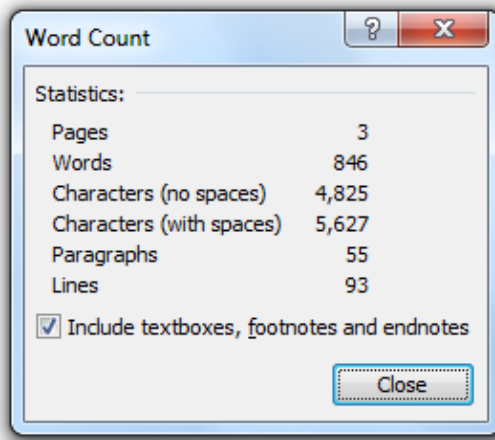 Word Count
Statistics:
Pages 3
Words 846
Characters (no spaces) 4,825
Characters (with spaces) 5,627
Paragraphs 55
Lines 93
Include textboxes, footnotes and endnotes
Close